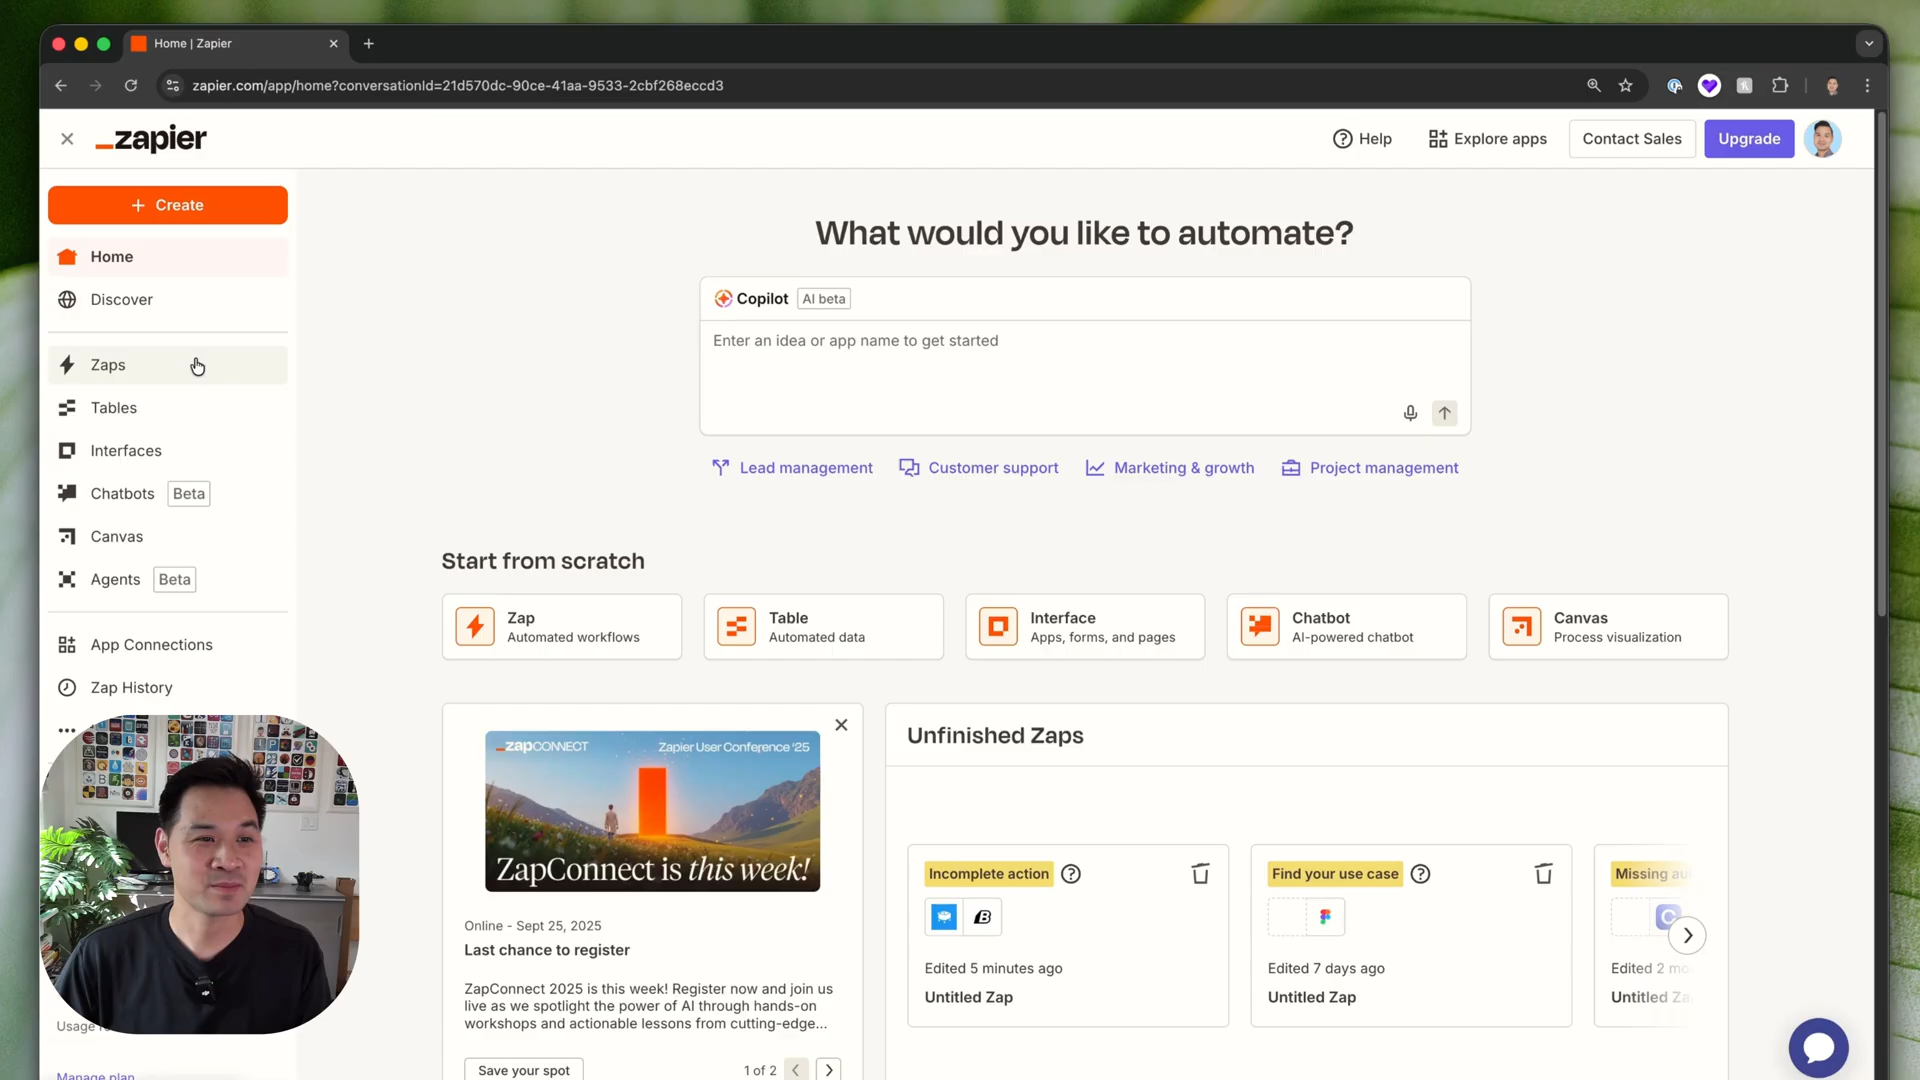 Home | Zapier
zapier.com/app/home?conversationId=21d570dc-90ce-41aa-9533-2cbf268eccd3
zapier
Help
Explore apps
Contact Sales
Upgrade
+ Create
Home
Discover
Zaps
Tables
Interfaces
Chatbots Beta
Canvas
Agents Beta
App Connections
Zap History
Usage
Manage plan
What would you like to automate?
Copilot AI beta
Enter an idea or app name to get started
Lead management
Customer support
Marketing & growth
Project management
Start from scratch
Zap
Automated workflows
Table
Automated data
Interface
Apps, forms, and pages
Chatbot
AI-powered chatbot
Canvas
Process visualization
zapCONNECT
Zapier User Conference '25
ZapConnect is this week!
Online - Sept 25, 2025
Last chance to register
ZapConnect 2025 is this week! Register now and join us
live as we spotlight the power of AI through hands-on
workshops and actionable lessons from cutting-edge...
Save your spot
1 of 2
Unfinished Zaps
Incomplete action
Edited 5 minutes ago
Untitled Zap
Find your use case
Edited 7 days ago
Untitled Zap
Missing
Edited 2
Untitled